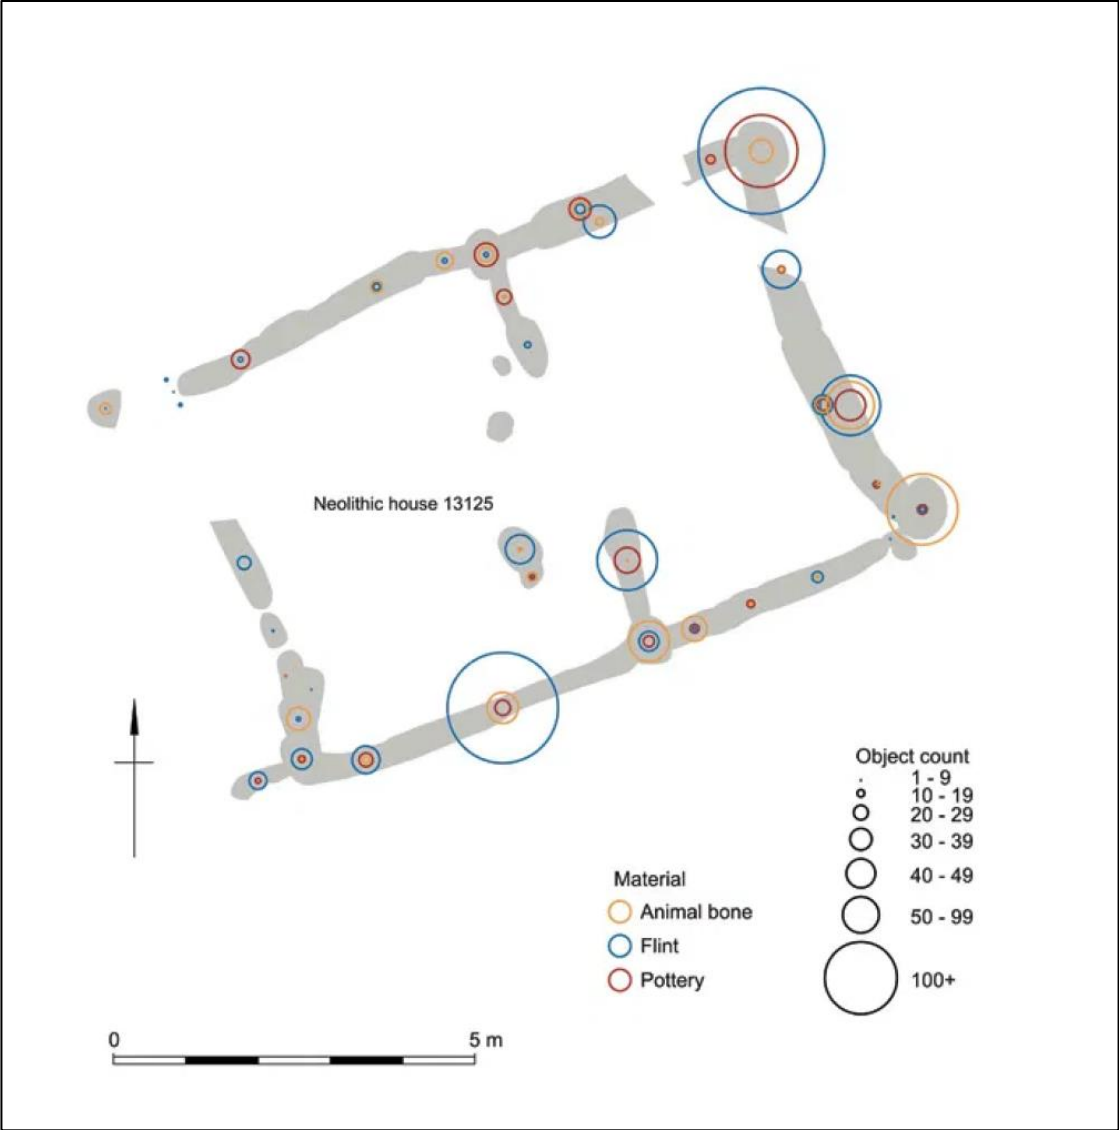 Neolithic house 13125
Object count
1 - 9
10 - 19
20 - 29
30 - 39
40 - 49
50 - 99
100+
Material
Animal bone
Flint
Pottery
0 5 m